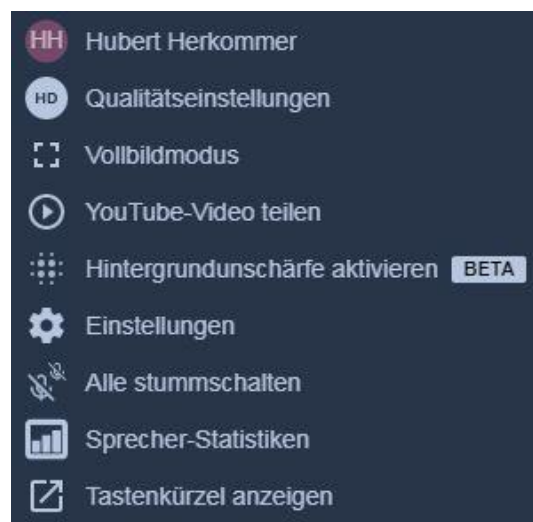 HH Hubert Herkommer
HD Qualitätseinstellungen
Vollbildmodus
YouTube-Video teilen
Hintergrundunschärfe aktivieren BETA
Einstellungen
Alle stummschalten
Sprecher-Statistiken
Tastenkürzel anzeigen